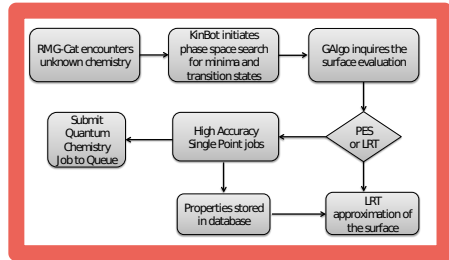 RMG-Cat encounters
unknown chemistry
KinBot initiates
phase space search
for minima and
transition states
GAlgo inquires the
surface evaluation
Submit
Quantum
Chemistry
Job to Queue
High Accuracy
Single Point jobs
PES
or LRT
Properties stored
in database
LRT
approximation of
the surface